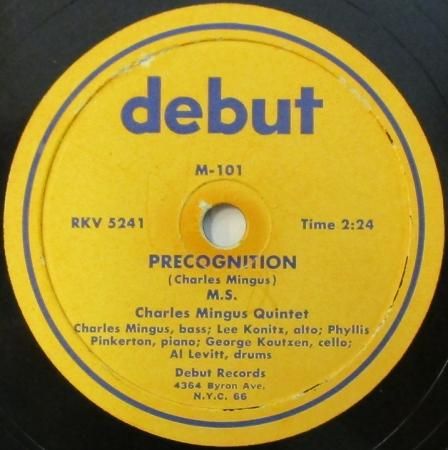 debut
M-101
RKV 5241 Time 2:24
PRECOGNITION
(Charles Mingus)
M.S.
Charles Mingus Quintet
Charles Mingus, bass; Lee Konitz, alto; Phyllis
Pinkerton, piano; George Koutzen, cello;
Al Levitt, drums
Debut Records
4364 Byron Ave.
N.Y.C. 66